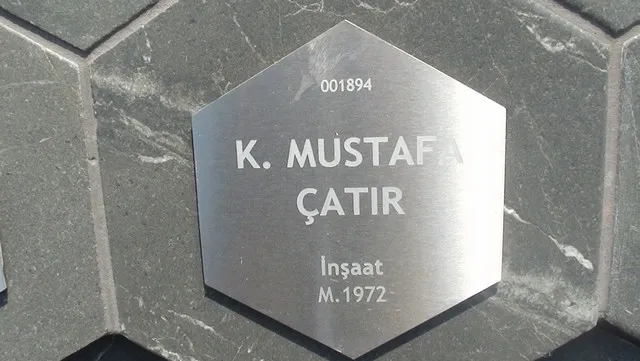 001894
K. MUSTAFA
ÇATIR
İnşaat
M.1972